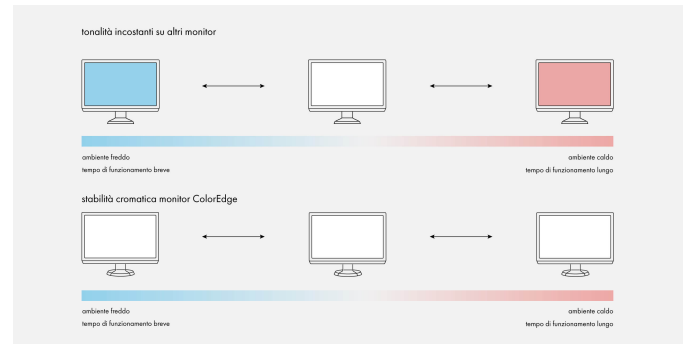 tonalità incostanti su altri monitor
ambiente freddo
ambiente caldo
tempo di funzionamento breve
tempo di funzionamento lungo
stabilità cromatica monitor ColorEdge
ambiente freddo
ambiente caldo
tempo di funzionamento breve
tempo di funzionamento lungo